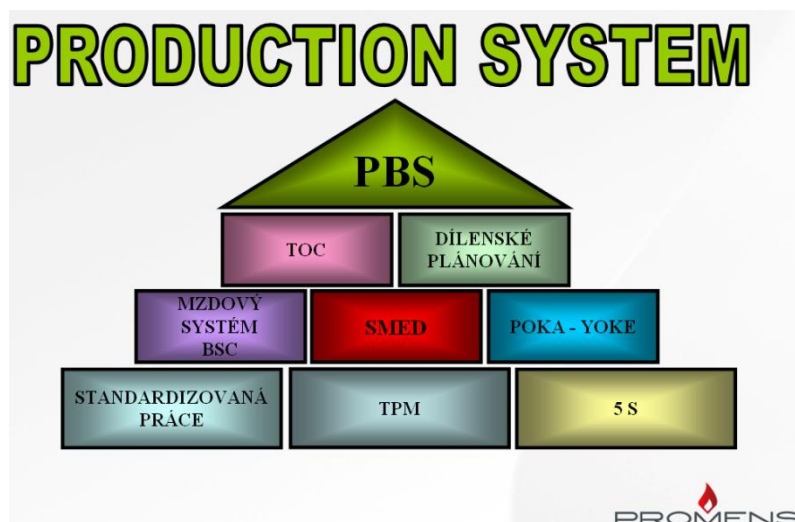 PRODUCTION SYSTEM
PBS
TOC
DÍLENSKÉ
PLÁNOVÁNÍ
MZDOVÝ
SYSTÉM
BSC
SMED
POKA - YOKE
STANDARDIZOVANÁ
PRÁCE
TPM
5 S
PROMENS